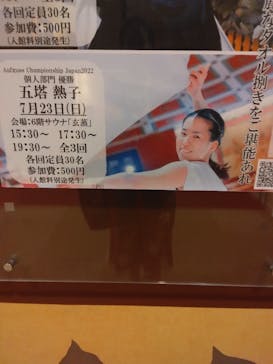 各回定員30名
参加費:500円
(入館料別途発生)
Aufguss Championship Japan2022
個人部門 優勝
五塔 熱子
7月23日(日)
会場:6階サウナ「玄蒸」
15:30～ 17:30～
19:30～ 全3回
各回定員30名
参加費:500円
(入館料別途発生)
タオル捌きをご堪能あれ